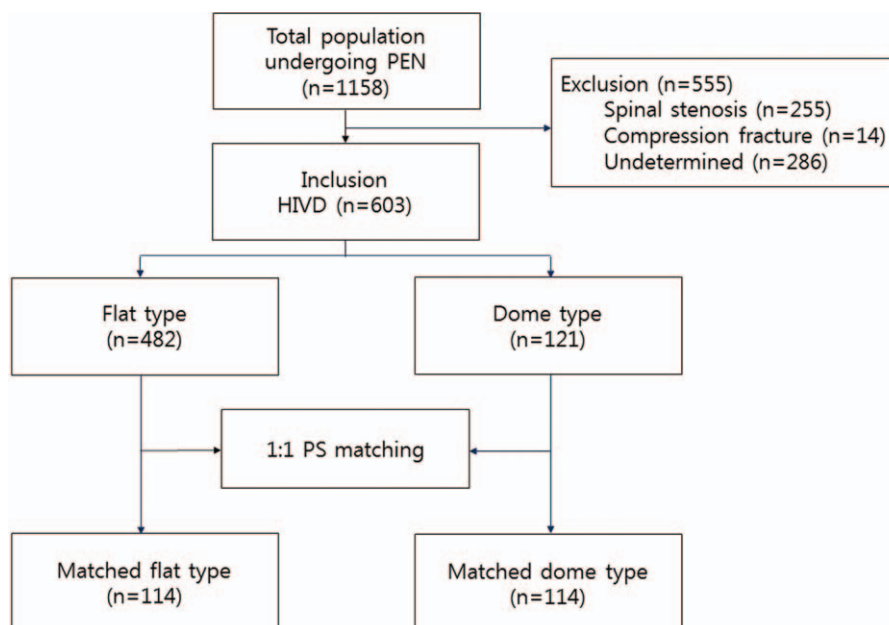 Total population
undergoing PEN
(n=1158)
Exclusion (n=555)
Spinal stenosis (n=255)
Compression fracture (n=14)
Undetermined (n=286)
Inclusion
HIVD (n=603)
Flat type
(n=482)
Dome type
(n=121)
1:1 PS matching
Matched flat type
(n=114)
Matched dome type
(n=114)